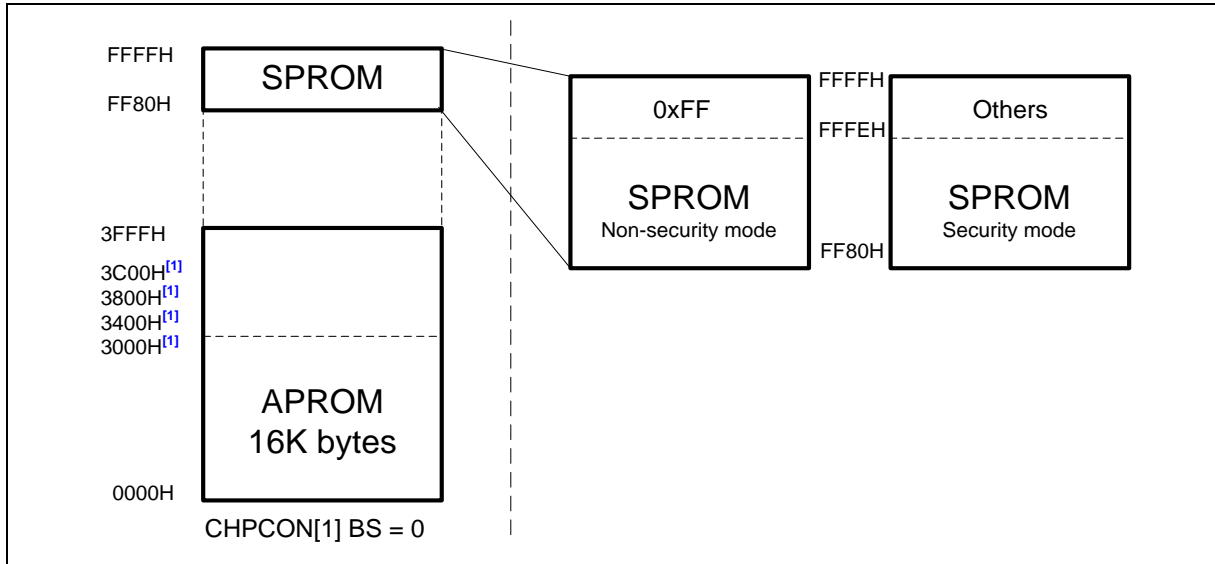 FFFFH
SPROM
FF80H
3FFFH
3C00H[1]
3800H[1]
3400H[1]
3000H[1]
APROM
16K bytes
0000H
CHPCON[1] BS = 0
0xFF
SPROM
Non-security mode
FFFFH
FFFEH
FF80H
Others
SPROM
Security mode